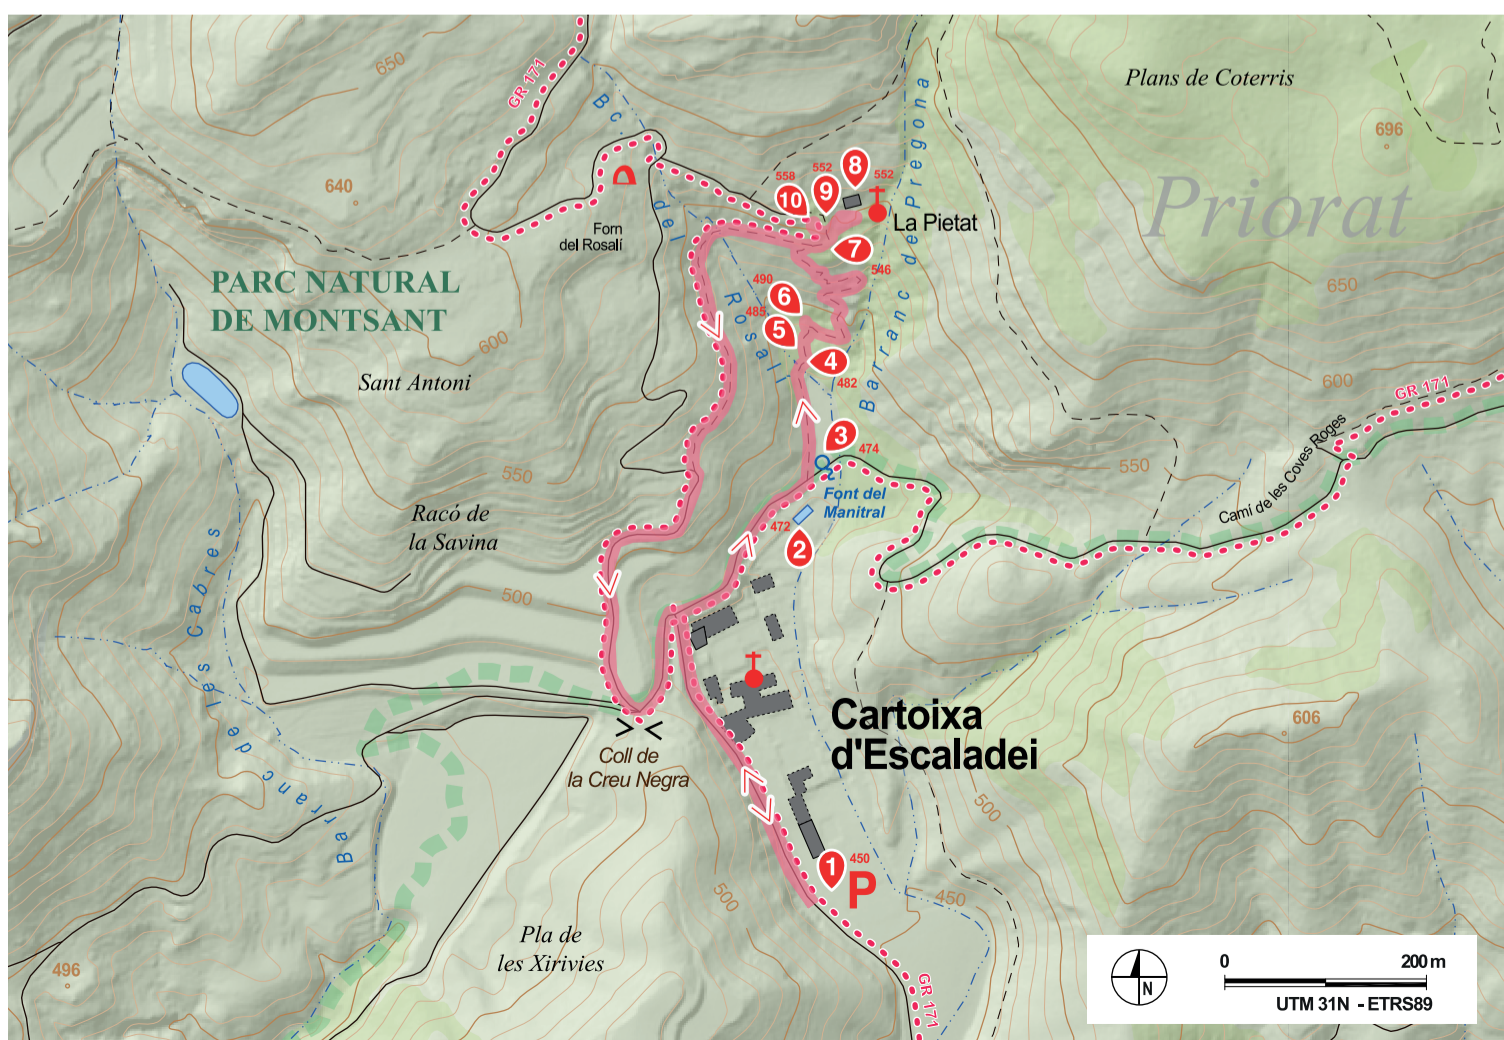 GR 171
650
Bc. del Rosalí
Plans de Coterris
696
640
558
552
552
10
9
8
La Pietat
Priorat
Forn
del Rosalí
Barranc de Pregona
7
546
PARC NATURAL
DE MONTSANT
490
6
485
5
650
600
Sant Antoni
4
482
600
GR 171
3
474
Camí de les Coves Roges
550
550
Font del
Manitral
472
2
Racó de
la Savina
500
Barranc de les Cabres
Cartoixa
d'Escaladei
606
Coll de
la Creu Negra
500
1
450
P
500
450
Pla de
les Xirivies
496
GR 171
N
0
200 m
UTM 31N - ETRS89